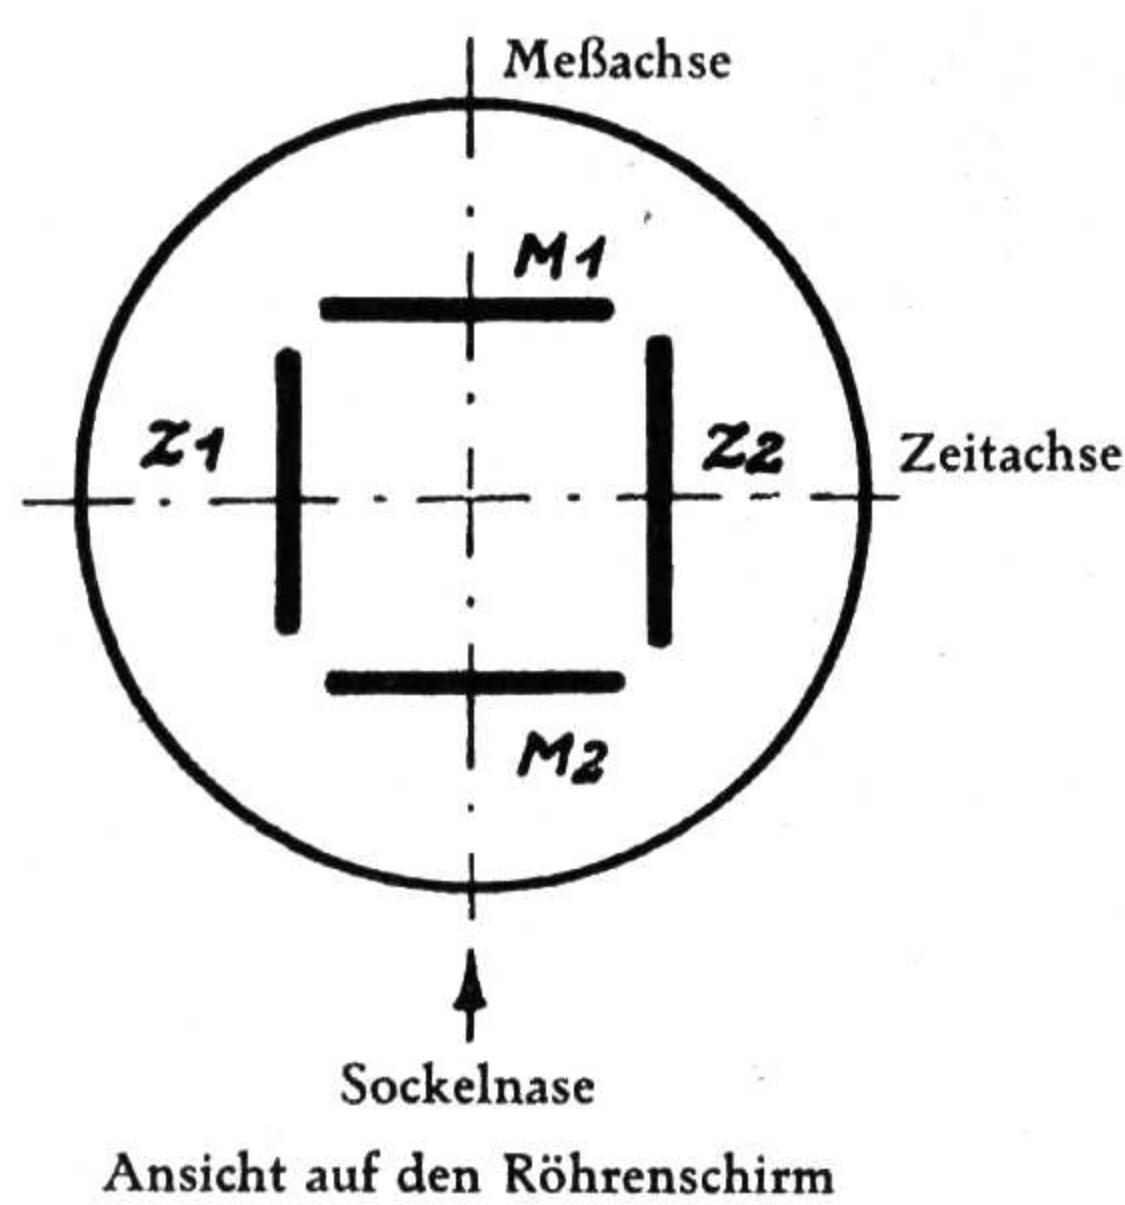 Meßachse
M1
Z1
Z2
Zeitachse
M2
Sockelnase
Ansicht auf den Röhrenschirm